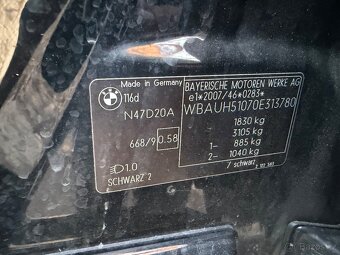 Made in Germany
BAYERISCHE MOTOREN WERKE AG
116d
e1*2007/46*0283*
N47D20A
WBAUH51070E313780
1830 kg
3105 kg
668/9 0.58
1- 885 kg
2- 1040 kg
1.0
SCHWARZ 2
/ schwarz